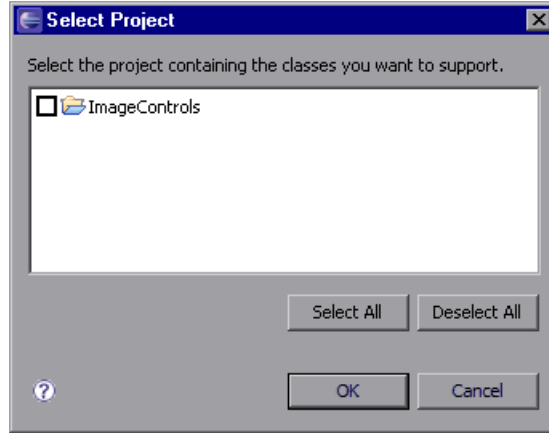 Select Project
Select the project containing the classes you want to support.
ImageControls
Select All Deselect All
? OK Cancel